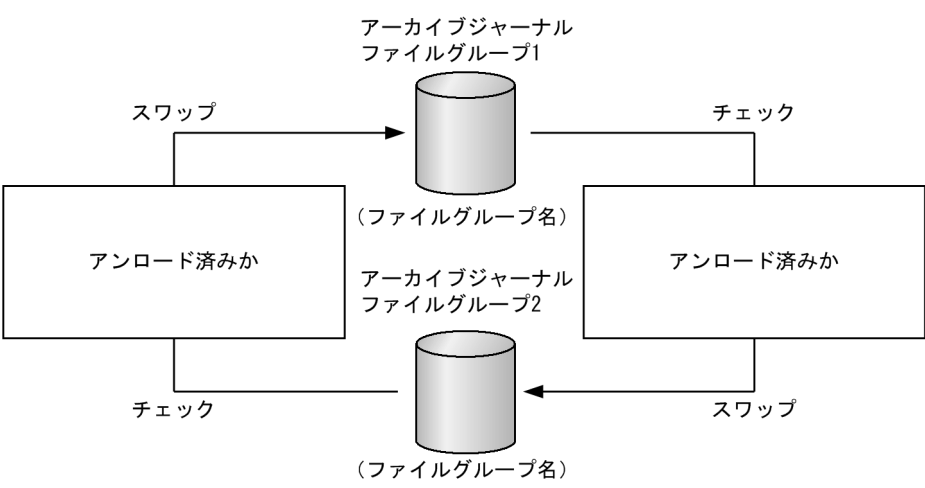 アーカイブジャーナル
ファイルグループ1
スワップ
チェック
(ファイルグループ名)
アンロード済みか
アンロード済みか
アーカイブジャーナル
ファイルグループ2
チェック
スワップ
(ファイルグループ名)